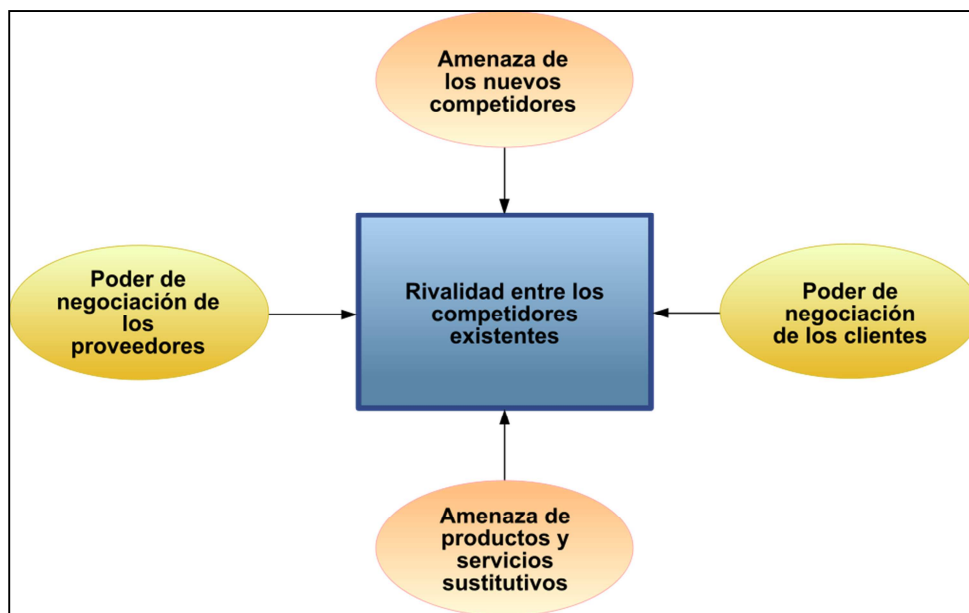 Amenaza de
los nuevos
competidores
Poder de
negociación de
los
proveedores
Rivalidad entre los
competidores
existentes
Poder de
negociación
de los clientes
Amenaza de
productos y
servicios
sustitutivos